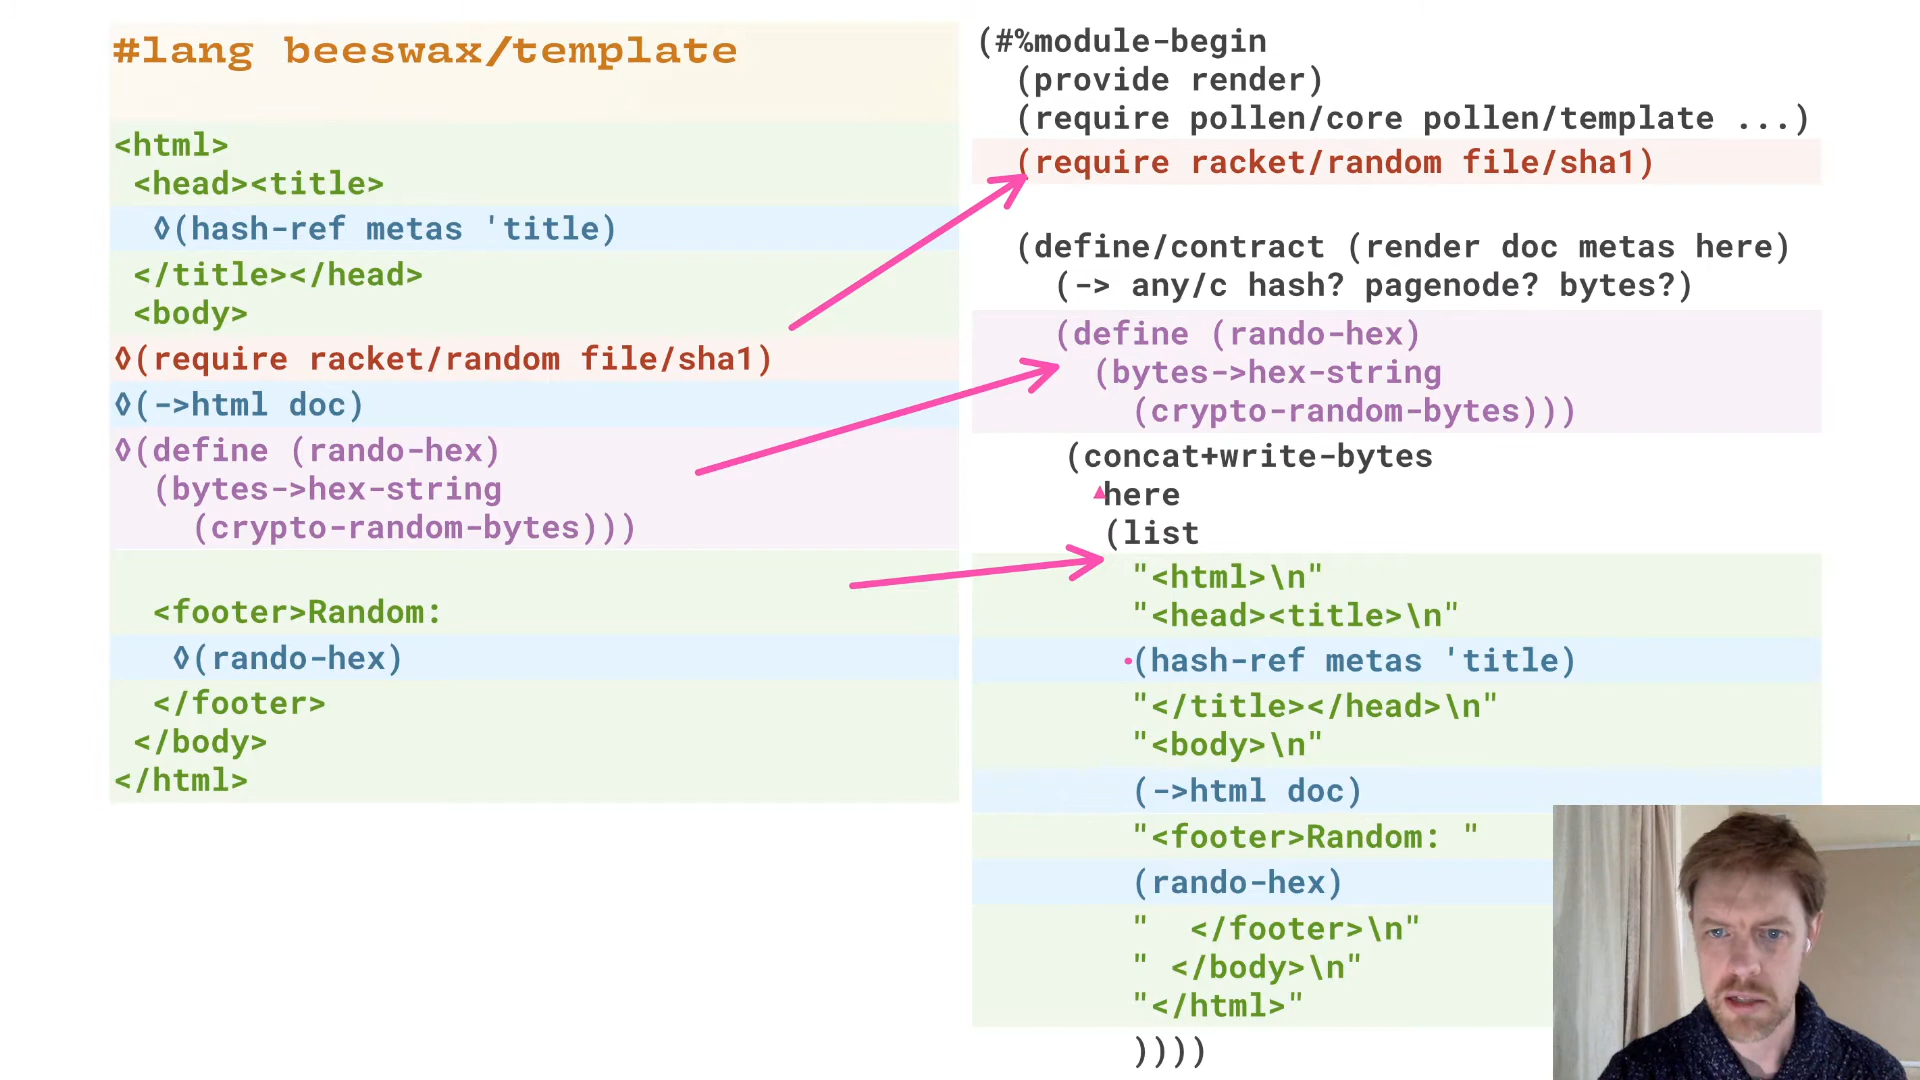 #lang beeswax/template
<html>
<head><title>
◊(hash-ref metas 'title)
</title></head>
<body>
◊(require racket/random file/sha1)
◊(->html doc)
◊(define (rando-hex)
(bytes->hex-string
(crypto-random-bytes)))
<footer>Random:
◊(rando-hex)
</footer>
</body>
</html>
(#%module-begin
(provide render)
(require pollen/core pollen/template ...)
(require racket/random file/sha1)
(define/contract (render doc metas here)
(-> any/c hash? pagenode? bytes?)
(define (rando-hex)
(bytes->hex-string
(crypto-random-bytes)))
(concat+write-bytes
here
(list
"<html>\n"
"<head><title>\n"
(hash-ref metas 'title)
"</title></head>\n"
"<body>\n"
(->html doc)
"<footer>Random: "
(rando-hex)
"  </footer>\n"
" </body>\n"
"</html>"
))))